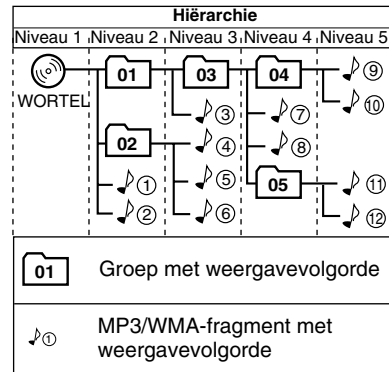 Hiërarchie
Niveau 1 Niveau 2 Niveau 3 Niveau 4 Niveau 5
01 03 04 ⑨
WORTEL ⑩
③ ⑦
02 ④ ⑧
① ⑤ 05 ⑪
② ⑥ ⑫
01 Groep met weergavevolgorde
① MP3/WMA-fragment met
weergavevolgorde